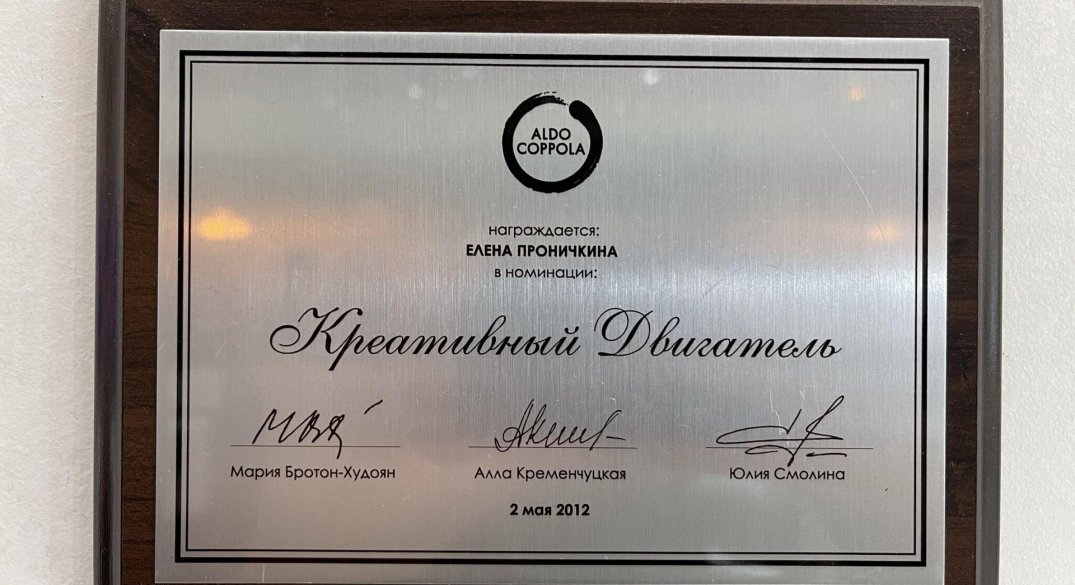 ALDO
COPPOLA
награждается:
ЕЛЕНА ПРОНИЧКИНА
в номинации:
Креативный Двигатель
Мария Бротон-Худоян Алла Кременчуцкая Юлия Смолина
2 мая 2012